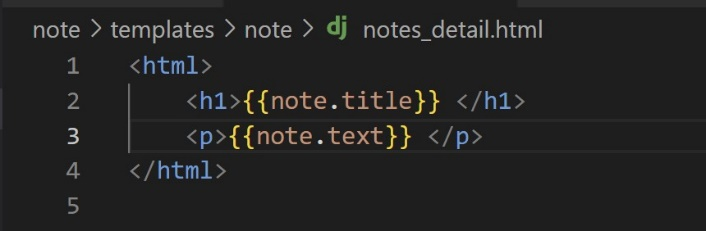 note > templates > note > dj notes_detail.html
1 <html>
2 <h1>{{note.title}} </h1>
3 <p>{{note.text}} </p>
4 </html>
5